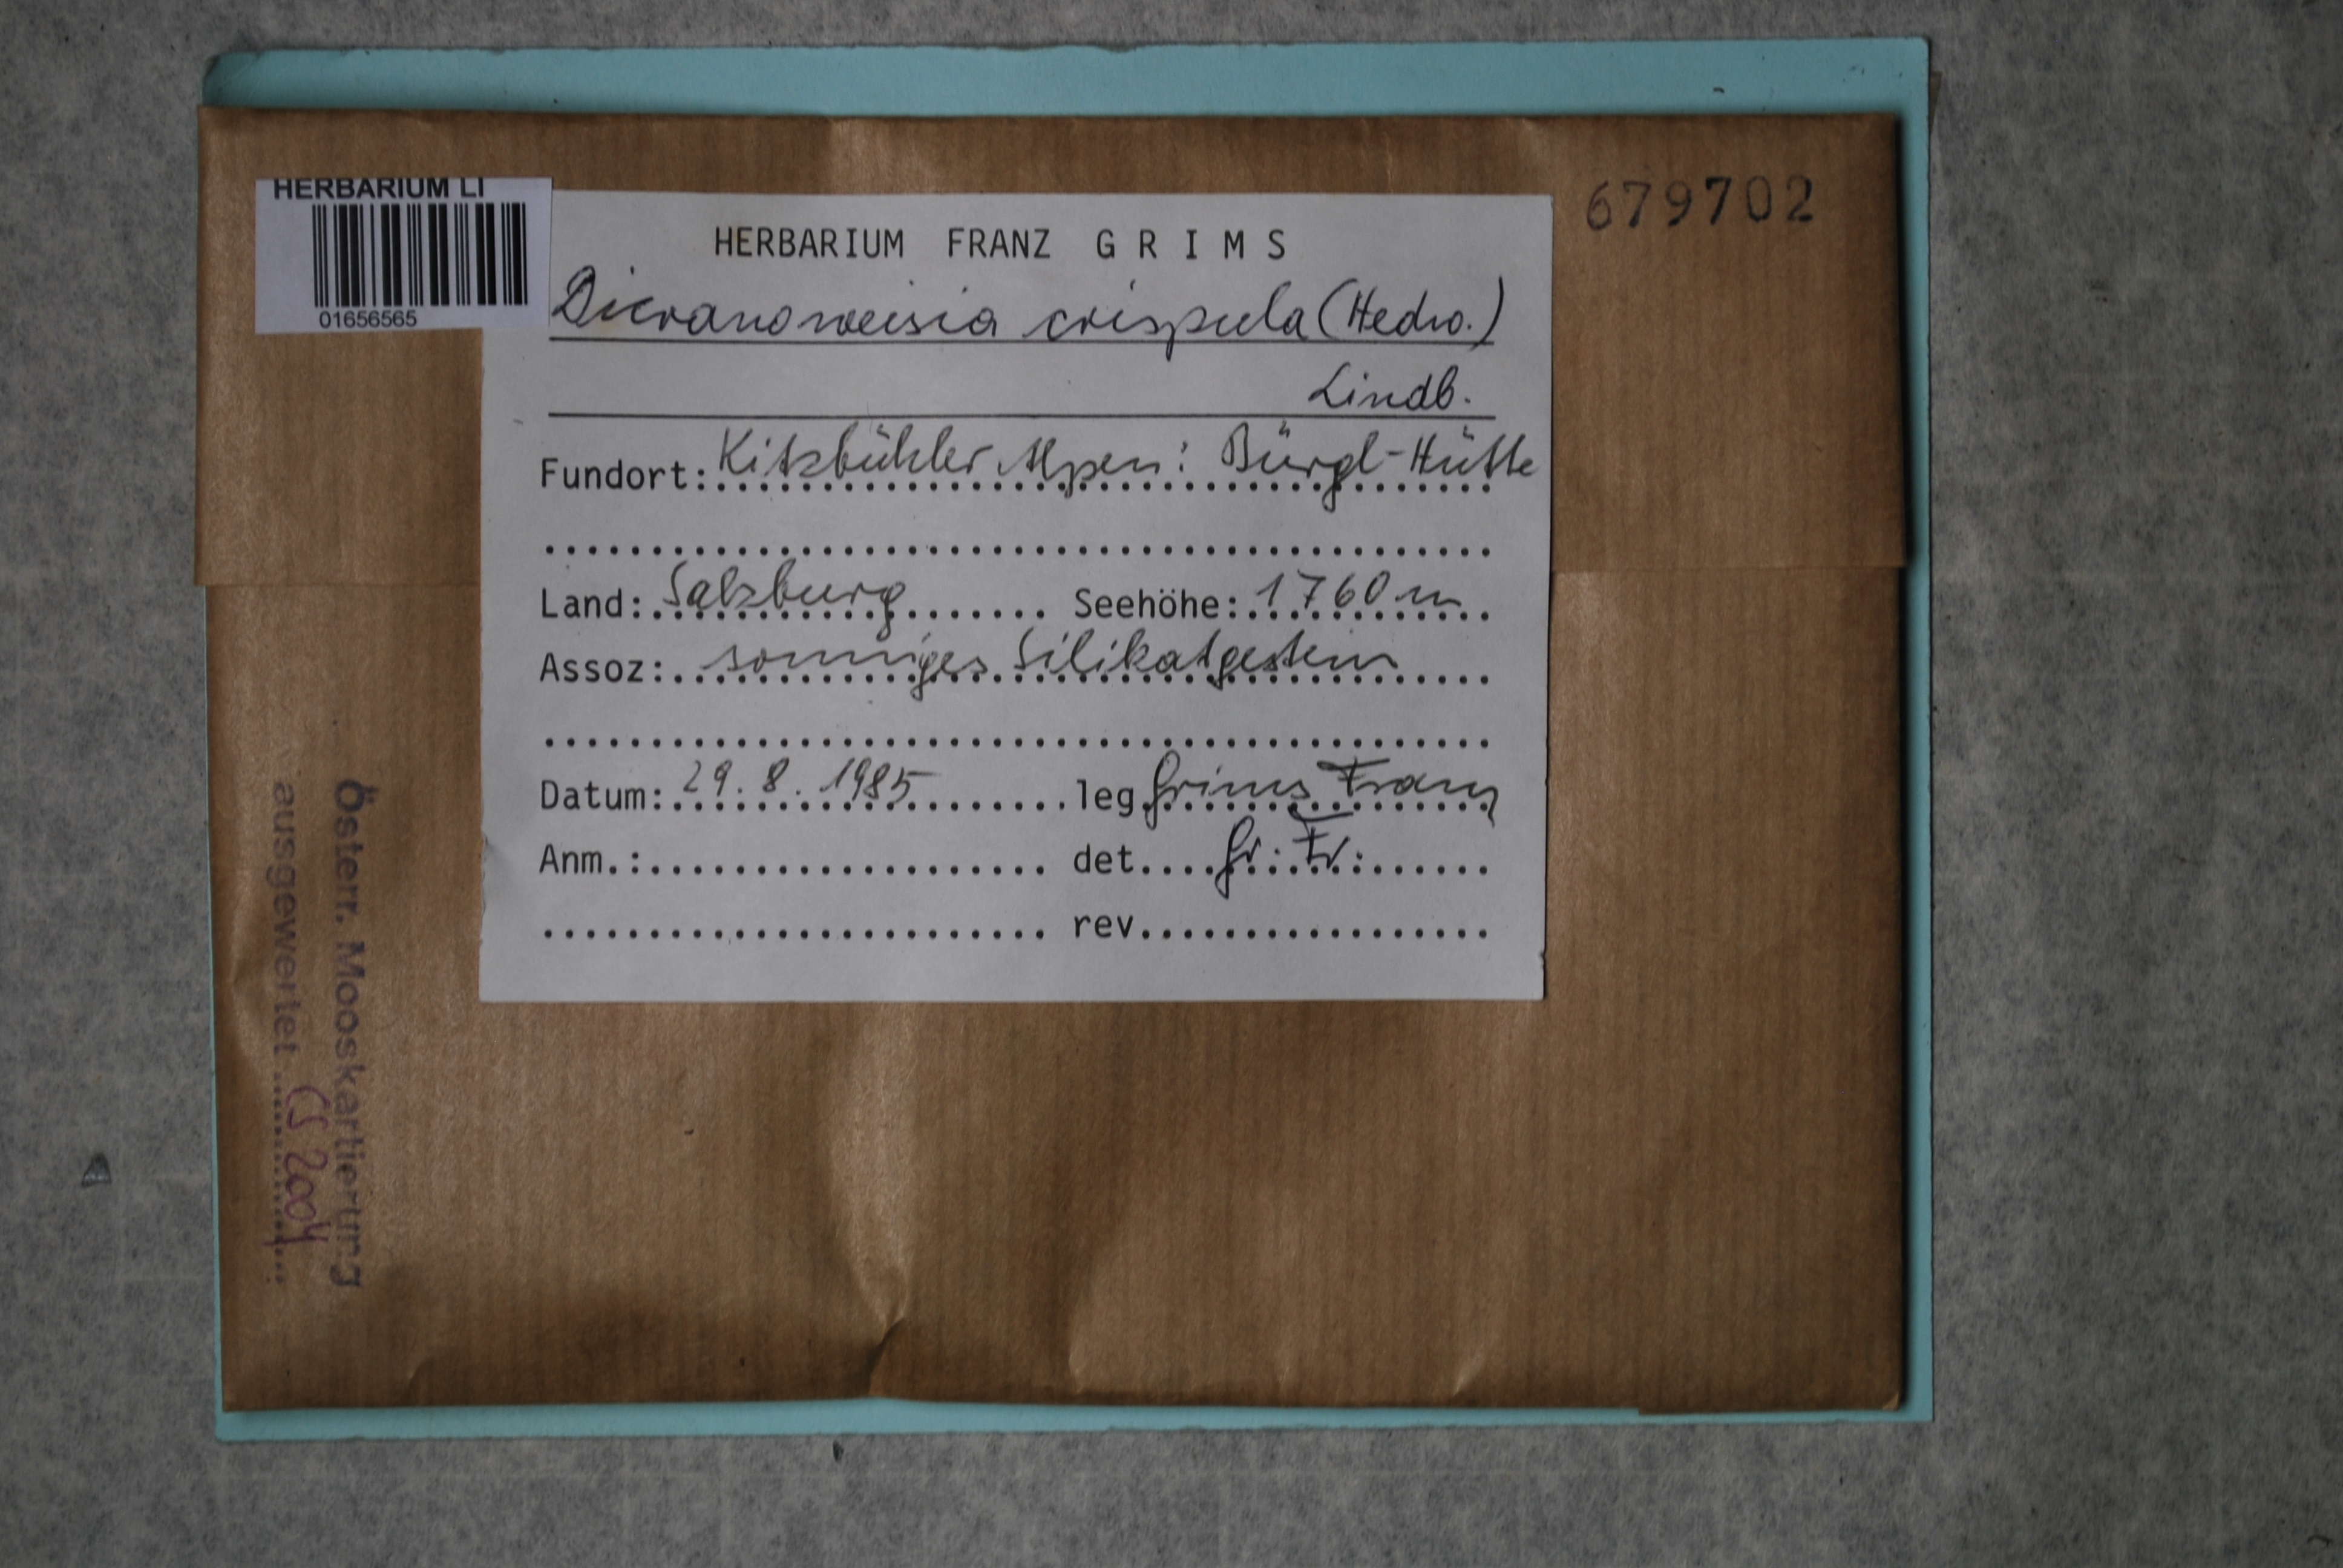 HERBARIUM LI
01656565
679702
HERBARIUM FRANZ GRIMS
Dicranoweisia crispula (Hedw.)
Lindb.
Fundort: Kitzbühler Alpen: Bürgl-Hütte
Land: Salzburg Seehöhe: 1760 m
Assoz: sonniges Silikatgestein
Datum: 29. 8. 1985 leg Grims Franz
Anm.: det Gr. Fr.
rev
Österr. Mooskartierung
ausgewertet CS 2004